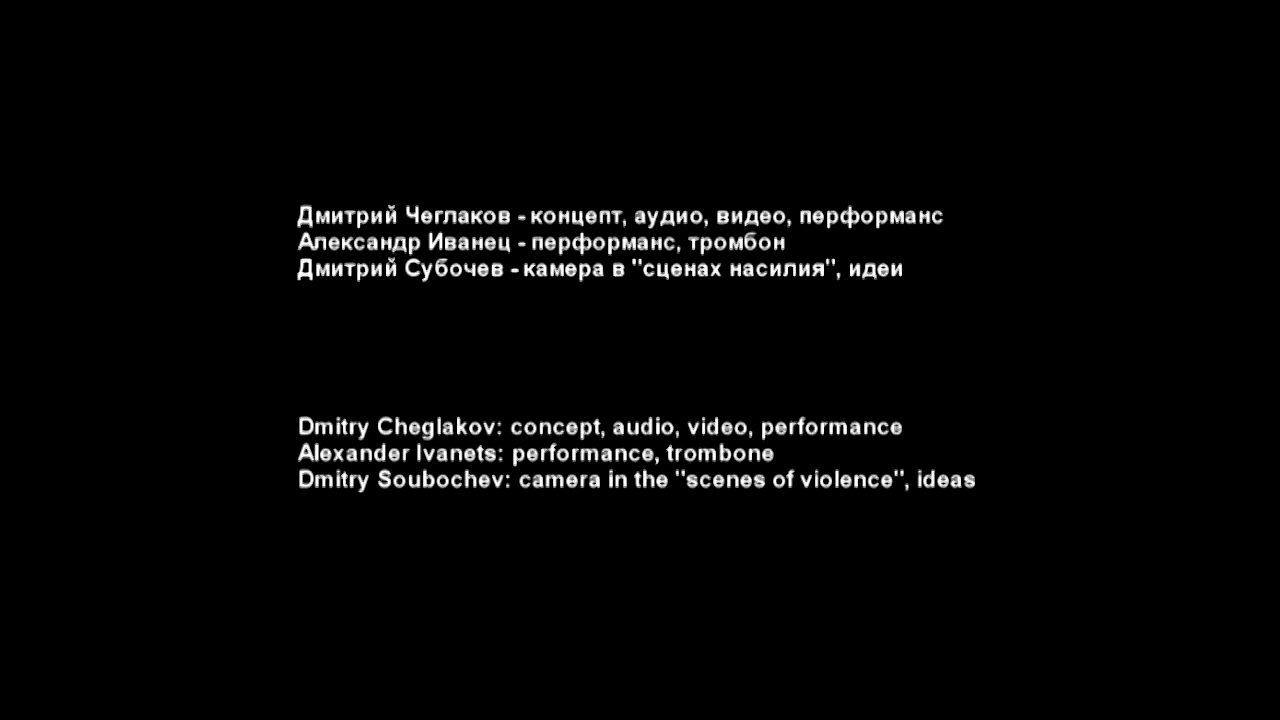 Дмитрий Чеглаков - концепт, аудио, видео, перформанс
Александр Иванец - перформанс, тромбон
Дмитрий Субочев - камера в "сценах насилия", идеи
Dmitry Cheglakov: concept, audio, video, performance
Alexander Ivanets: performance, trombone
Dmitry Soubochev: camera in the "scenes of violence", ideas